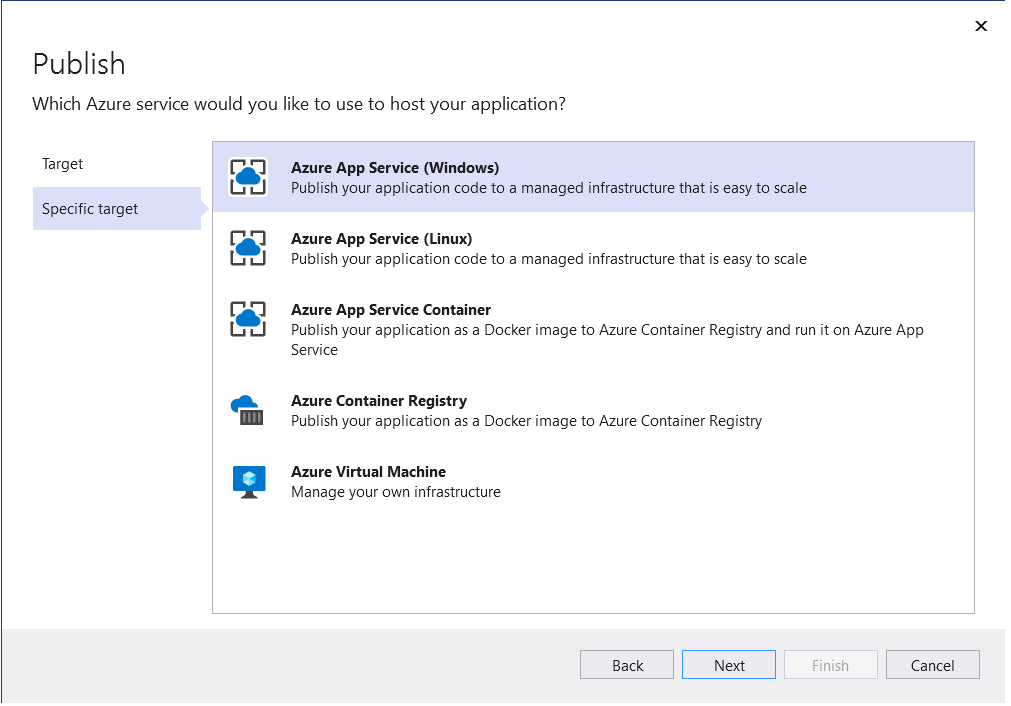 Publish
Which Azure service would you like to use to host your application?
Target
Specific target
Azure App Service (Windows)
Publish your application code to a managed infrastructure that is easy to scale
Azure App Service (Linux)
Publish your application code to a managed infrastructure that is easy to scale
Azure App Service Container
Publish your application as a Docker image to Azure Container Registry and run it on Azure App
Service
Azure Container Registry
Publish your application as a Docker image to Azure Container Registry
Azure Virtual Machine
Manage your own infrastructure
Back
Next
Finish
Cancel